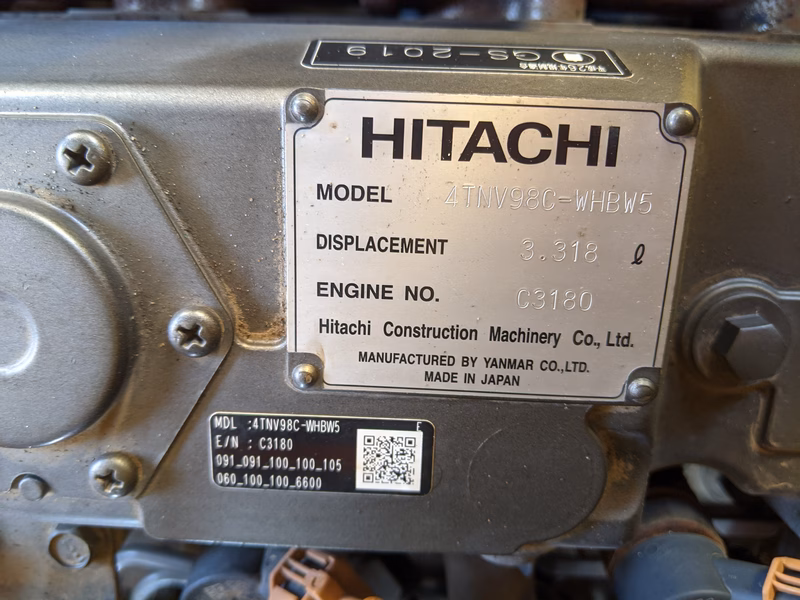 GS-2019
HITACHI
MODEL 4TNV98C-WHBW5
DISPLACEMENT 3.318 ℓ
ENGINE NO. C3180
Hitachi Construction Machinery Co., Ltd.
MANUFACTURED BY YANMAR CO.,LTD.
MADE IN JAPAN
MDL :4TNV98C-WHBW5 E
E/N : C3180
091_091_100_100_105
060_100_100_6600